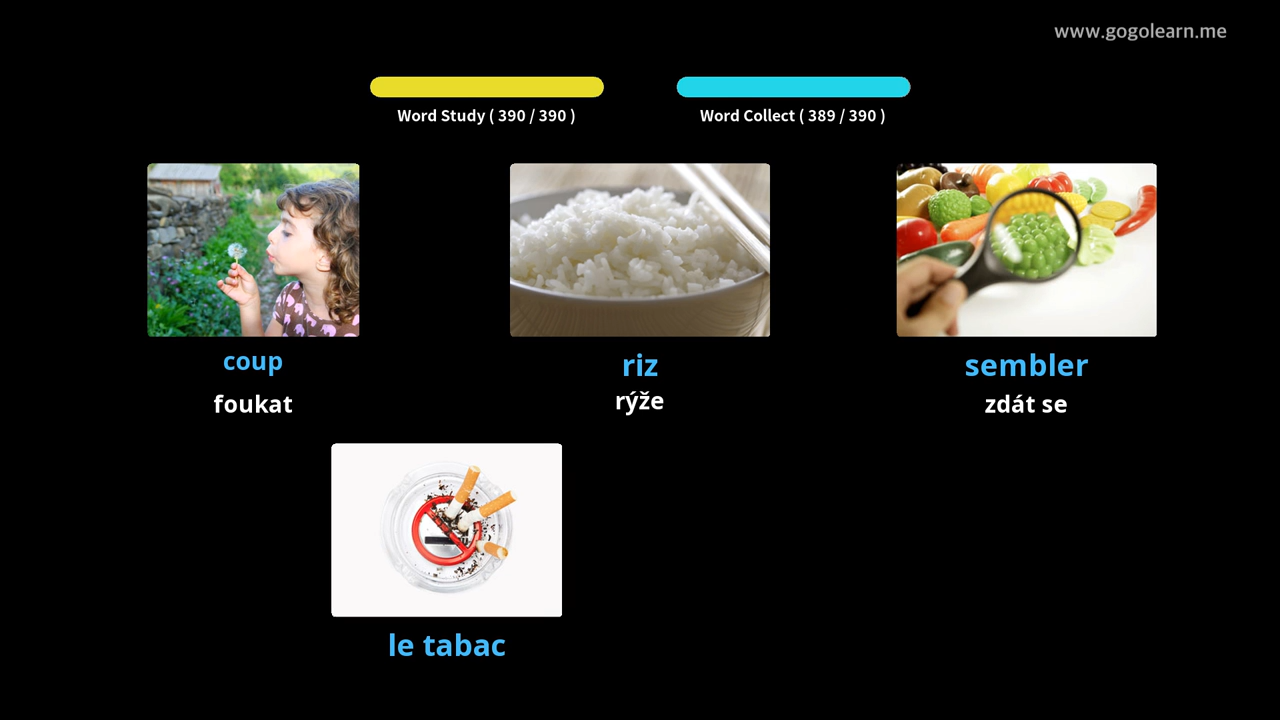 www.gogolearn.me
Word Study ( 390 / 390 )
Word Collect ( 389 / 390 )
coup
riz
sembler
foukat
rýže
zdát se
le tabac